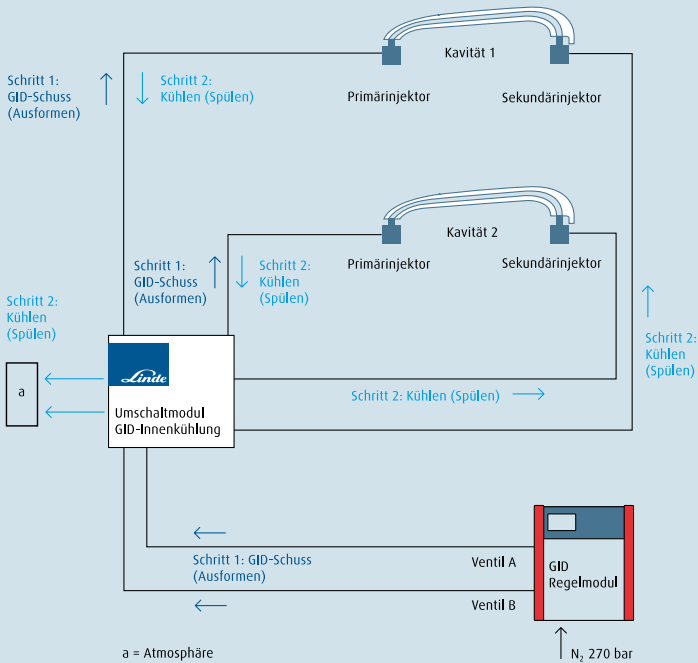 Kavität 1
Schritt 1:
GID-Schuss
(Ausformen)
Schritt 2:
Kühlen (Spülen)
Primärinjektor
Sekundärinjektor
Kavität 2
Schritt 1:
GID-Schuss
(Ausformen)
Schritt 2:
Kühlen
(Spülen)
Primärinjektor
Sekundärinjektor
Schritt 2:
Kühlen
(Spülen)
a
Linde
Umschaltmodul
GID-Innenkühlung
Schritt 2: Kühlen (Spülen)
Schritt 2:
Kühlen
(Spülen)
Schritt 1: GID-Schuss
(Ausformen)
Ventil A
Ventil B
GID
Regelmodul
a = Atmosphäre
N₂ 270 bar